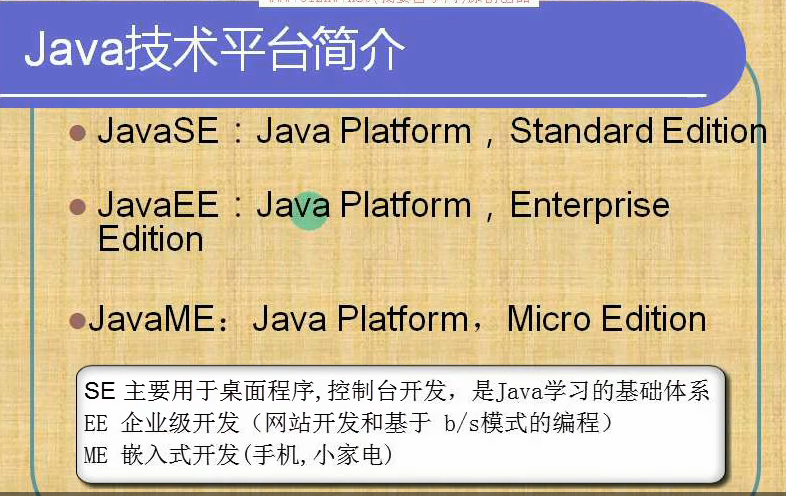 Java技术平台简介
JavaSE：Java Platform，Standard Edition
JavaEE：Java Platform，Enterprise
Edition
JavaME：Java Platform，Micro Edition
SE 主要用于桌面程序,控制台开发，是Java学习的基础体系
EE 企业级开发（网站开发和基于 b/s模式的编程）
ME 嵌入式开发(手机,小家电)